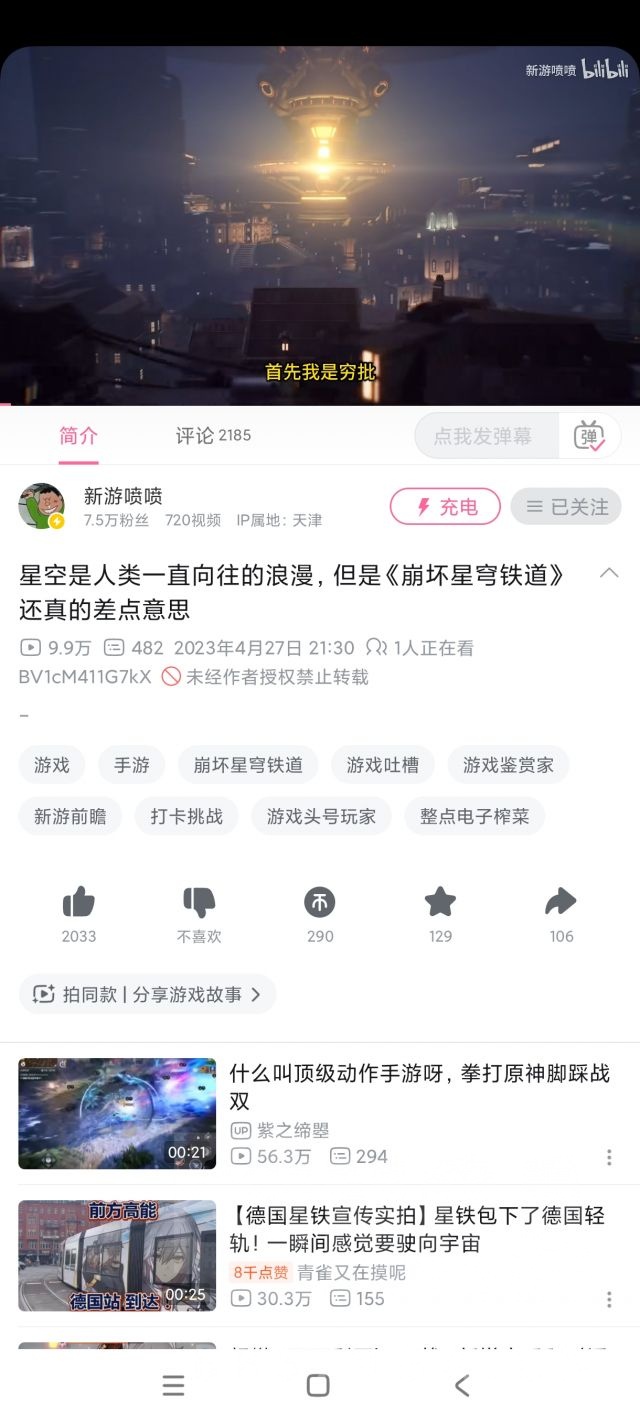 新游喷喷 bilibili
首先我是穷批
简介
评论 2185
点我发弹幕
弹
新游喷喷
7.5万粉丝 720视频 IP属地：天津
充电
已关注
星空是人类一直向往的浪漫，但是《崩坏星穹铁道》
还真的差点意思
9.9万 482 2023年4月27日 21:30 1人正在看
BV1cM411G7kX 未经作者授权禁止转载
-
游戏 手游 崩坏星穹铁道 游戏吐槽 游戏鉴赏家
新游前瞻 打卡挑战 游戏头号玩家 整点电子榨菜
2033 不喜欢 290 129 106
拍同款 | 分享游戏故事
什么叫顶级动作手游呀，拳打原神脚踩战
双
UP 紫之缔曌
56.3万 294
00:21
【德国星铁宣传实拍】星铁包下了德国轻
轨！一瞬间感觉要驶向宇宙
8千点赞 青雀又在摸呢
30.3万 155
前方高能
德国站 到达！
00:25